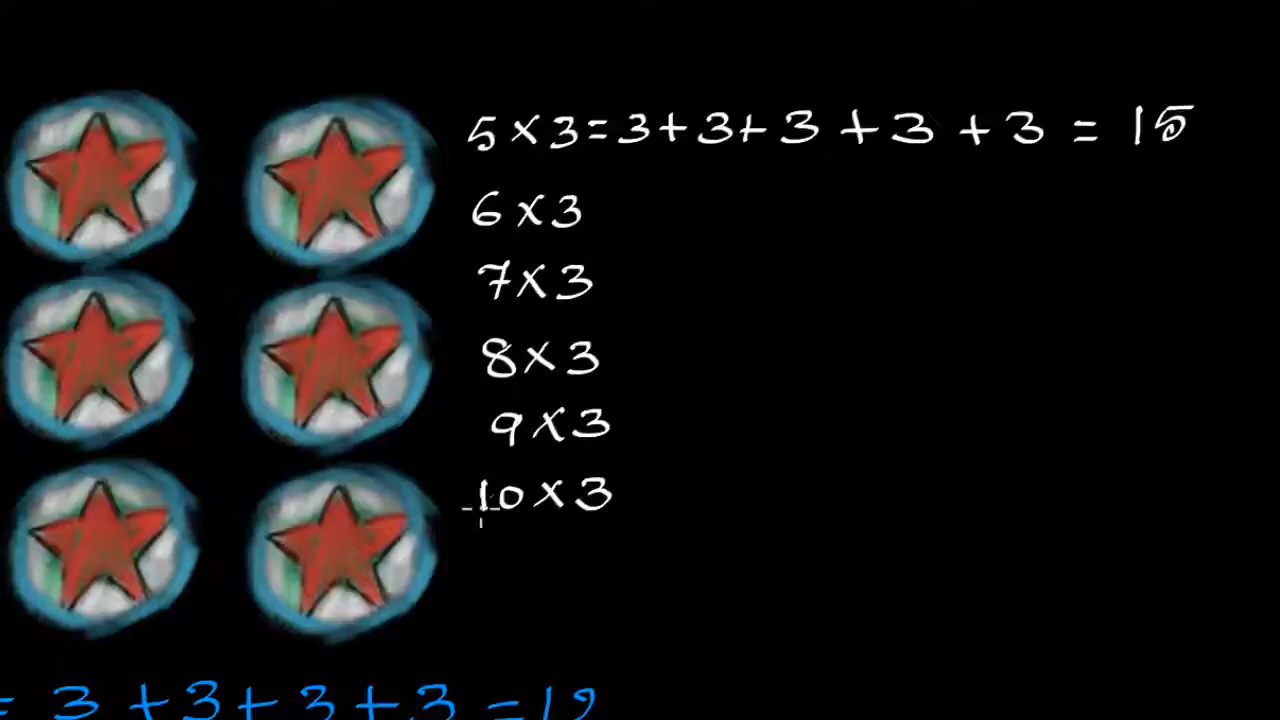 5 × 3 = 3 + 3 + 3 + 3 + 3 = 15
6 × 3
7 × 3
8 × 3
9 × 3
10 × 3
= 3 + 3 + 3 + 3 = 12